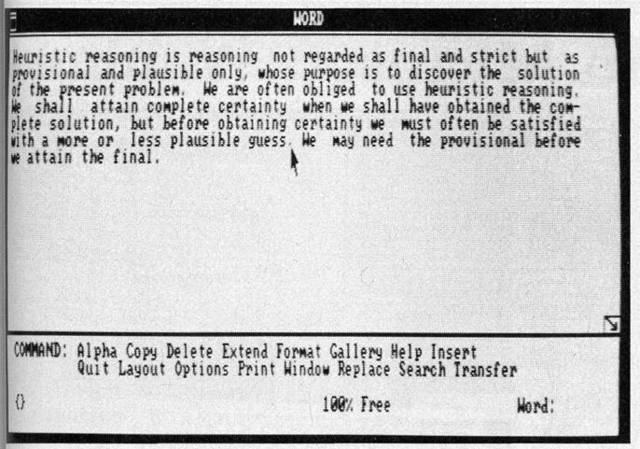 WORD
Heuristic reasoning is reasoning not regarded as final and strict but as
provisional and plausible only, whose purpose is to discover the solution
of the present problem. We are often obliged to use heuristic reasoning.
We shall attain complete certainty when we shall have obtained the com-
plete solution, but before obtaining certainty we must often be satisfied
with a more or less plausible guess. We may need the provisional before
we attain the final.
COMMAND: Alpha Copy Delete Extend Format Gallery Help Insert
Quit Layout Options Print Window Replace Search Transfer
{} 100% Free Word: